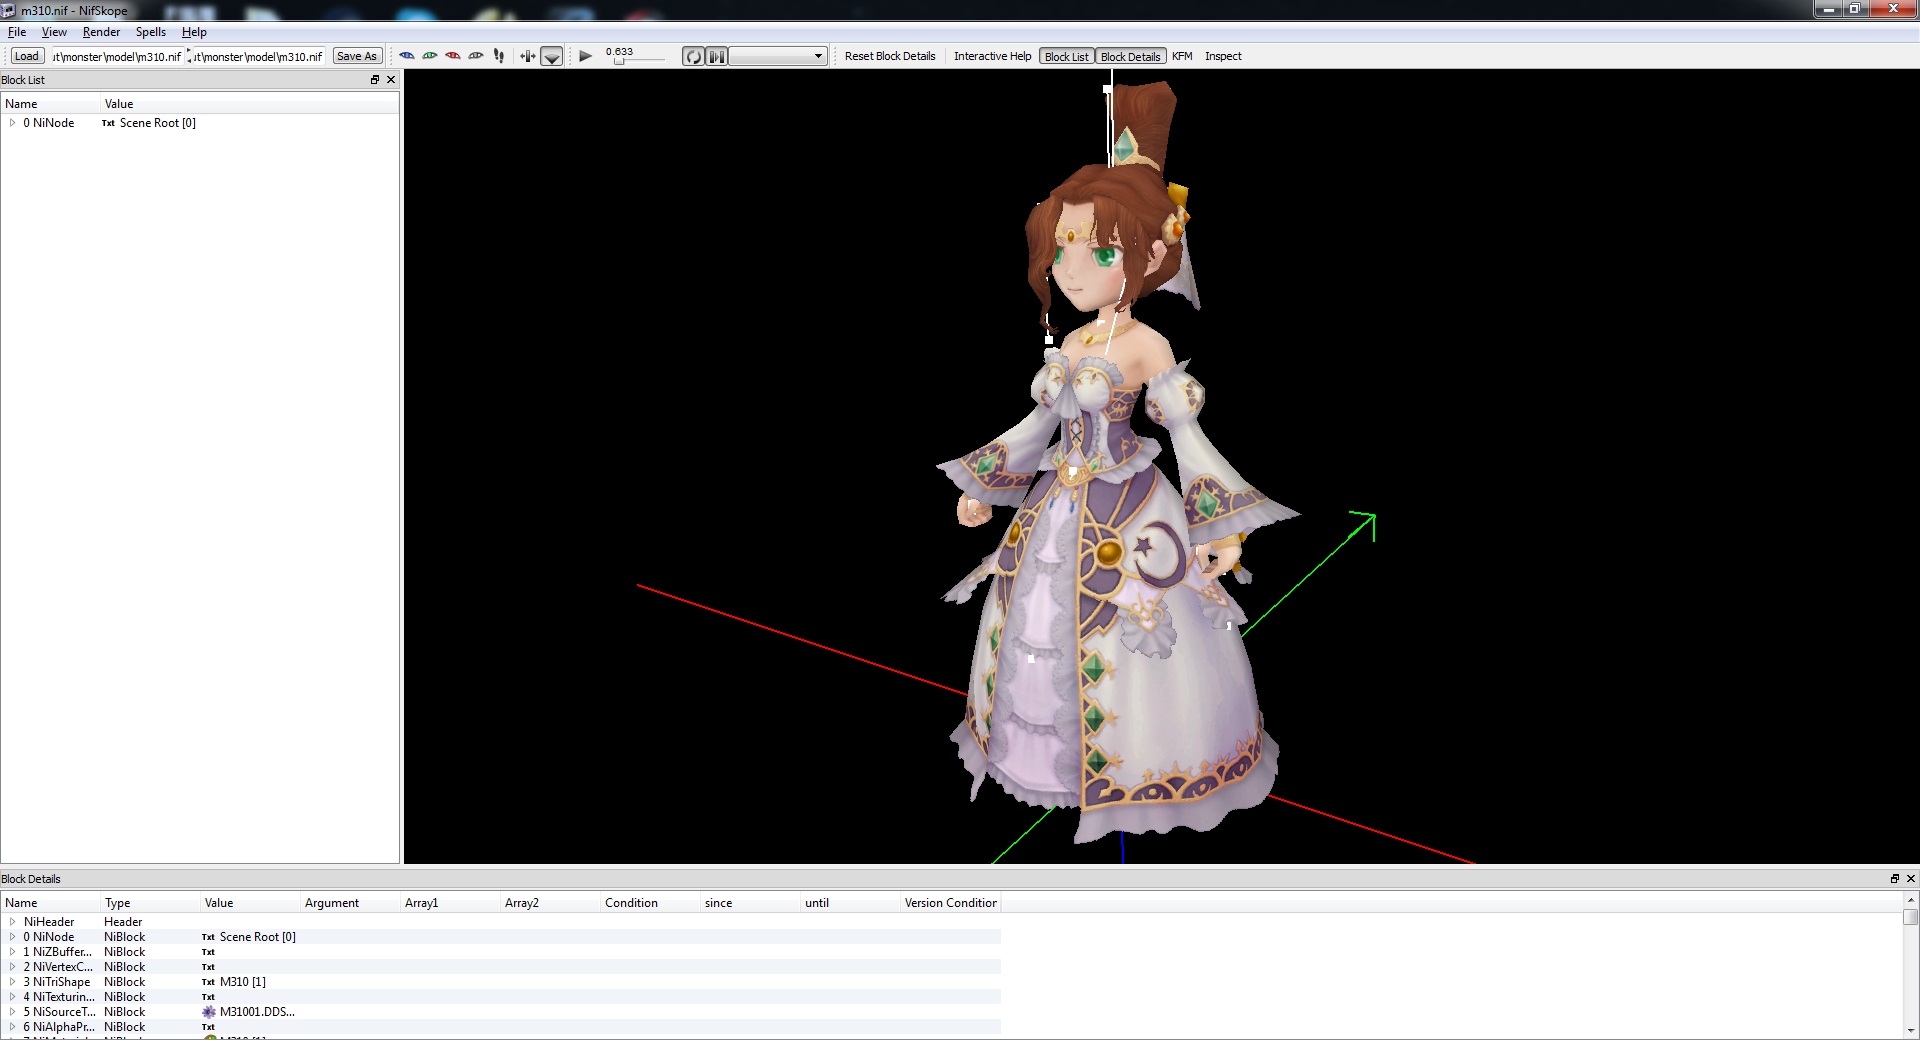 m310.nif - NifSkope
File View Render Spells Help
Load ut\monster\model\m310.nif ut\monster\model\m310.nif Save As 0.633 Reset Block Details Interactive Help Block List Block Details KFM Inspect
Block List
Name Value
0 NiNode Txt Scene Root [0]
Block Details
Name Type Value Argument Array1 Array2 Condition since until Version Condition
NiHeader Header
0 NiNode NiBlock Txt Scene Root [0]
1 NiZBuffer... NiBlock Txt
2 NiVertexC... NiBlock Txt
3 NiTriShape NiBlock Txt M310 [1]
4 NiTexturin... NiBlock Txt
5 NiSourceT... NiBlock M31001.DDS...
6 NiAlphaPr... NiBlock Txt